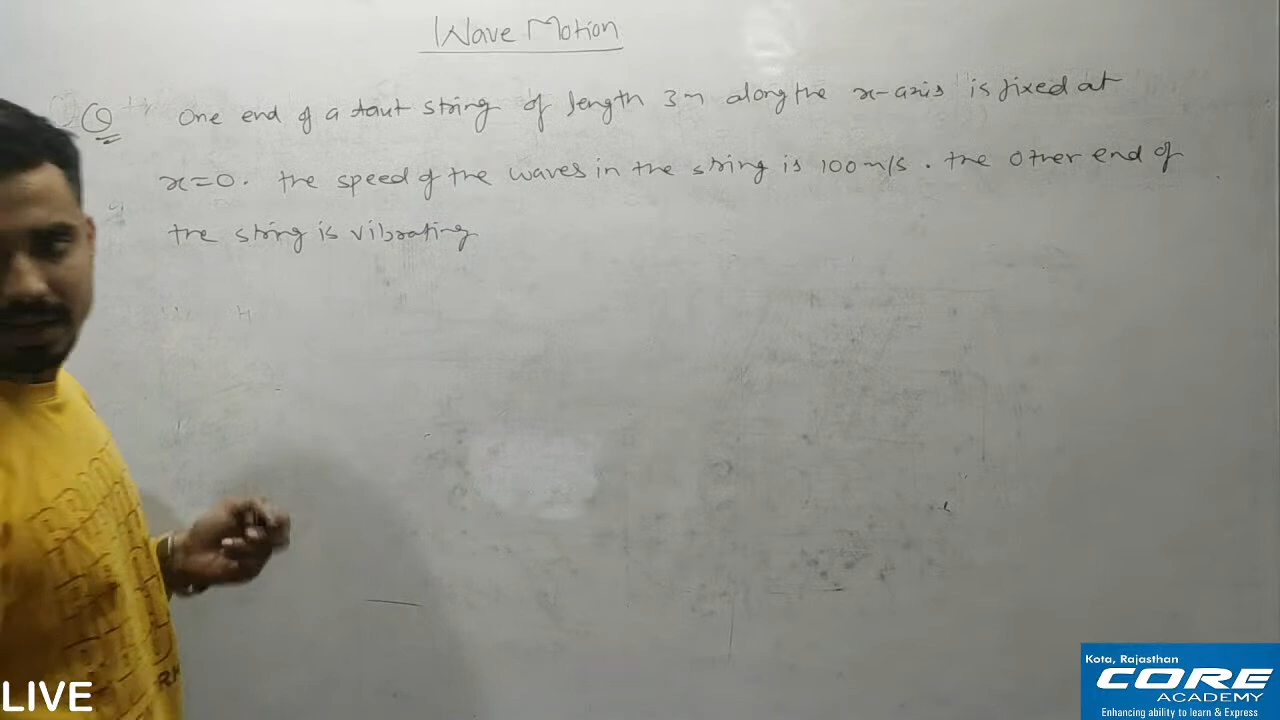 Wave Motion
Q One end of a taut string of length 3m along the x-axis is fixed at
x=0. the speed of the waves in the string is 100 m/s. the other end of
the string is vibrating
LIVE
Kota, Rajasthan
CORE
ACADEMY
Enhancing ability to learn & Express